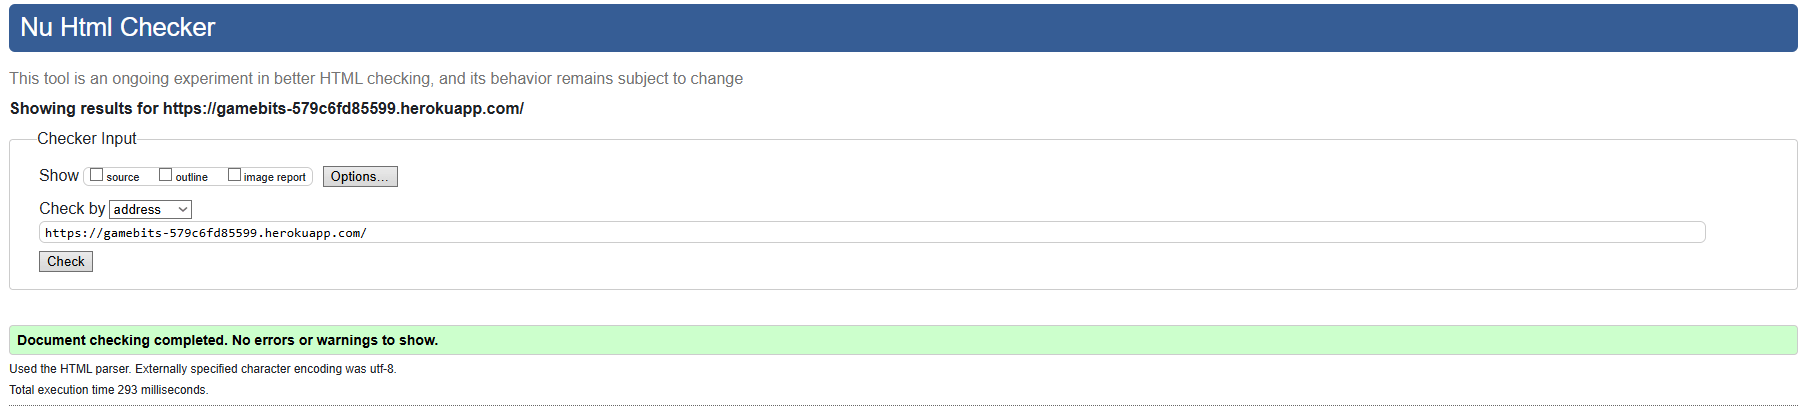 Nu Html Checker
This tool is an ongoing experiment in better HTML checking, and its behavior remains subject to change
Showing results for https://gamebits-579c6fd85599.herokuapp.com/
Checker Input
Show source outline image report Options...
Check by address
https://gamebits-579c6fd85599.herokuapp.com/
Check
Document checking completed. No errors or warnings to show.
Used the HTML parser. Externally specified character encoding was utf-8.
Total execution time 293 milliseconds.